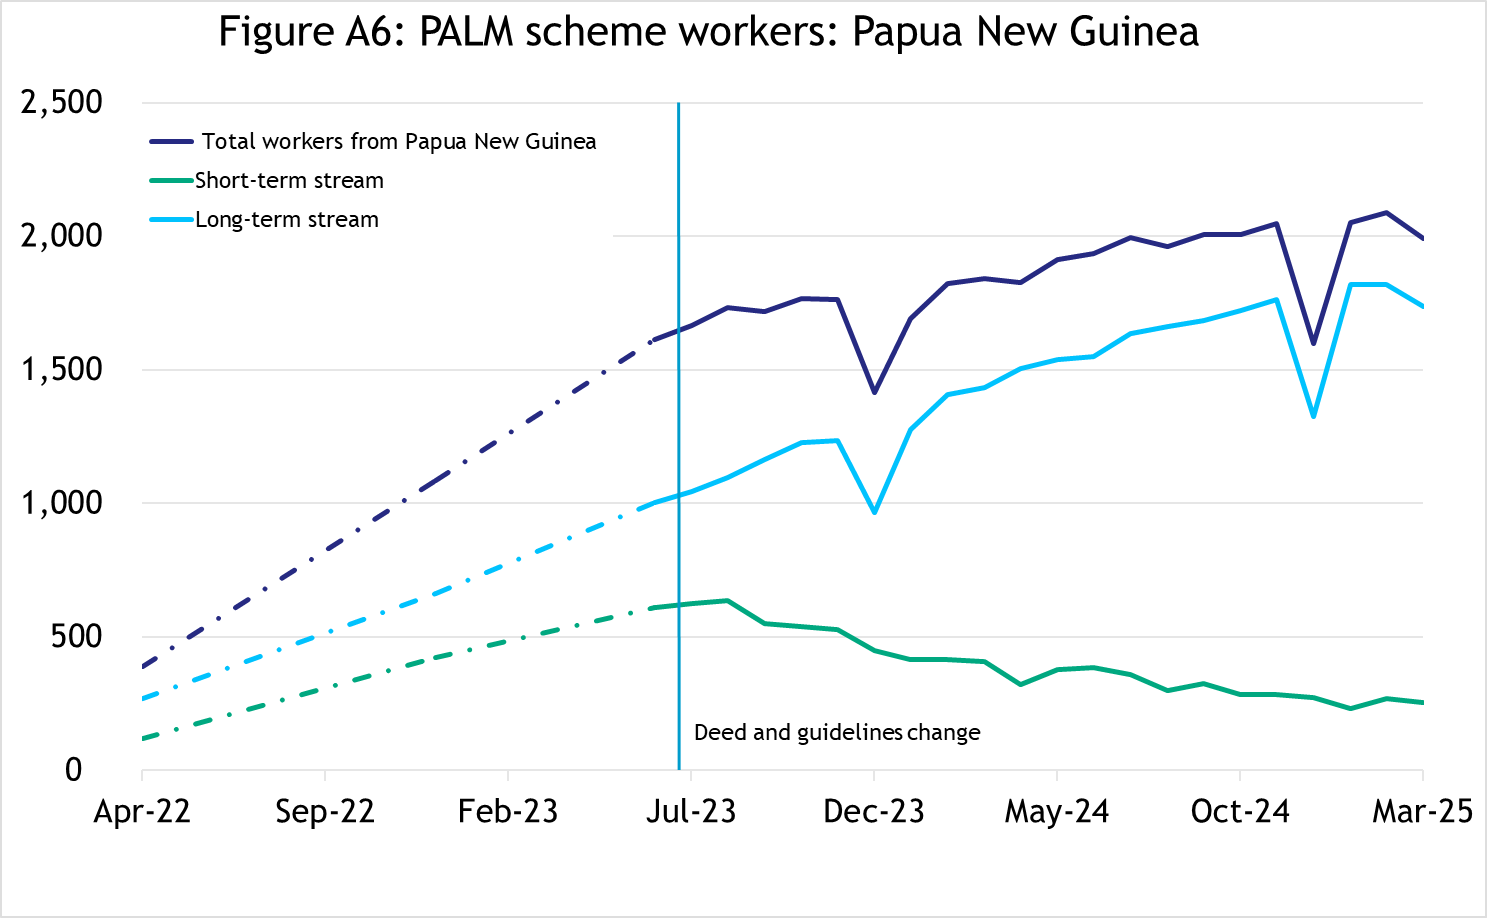 Figure A6: PALM scheme workers: Papua New Guinea
2,500
Total workers from Papua New Guinea
Short-term stream
Long-term stream
2,000
1,500
1,000
500
Deed and guidelines change
0
Apr-22 Sep-22 Feb-23 Jul-23 Dec-23 May-24 Oct-24 Mar-25